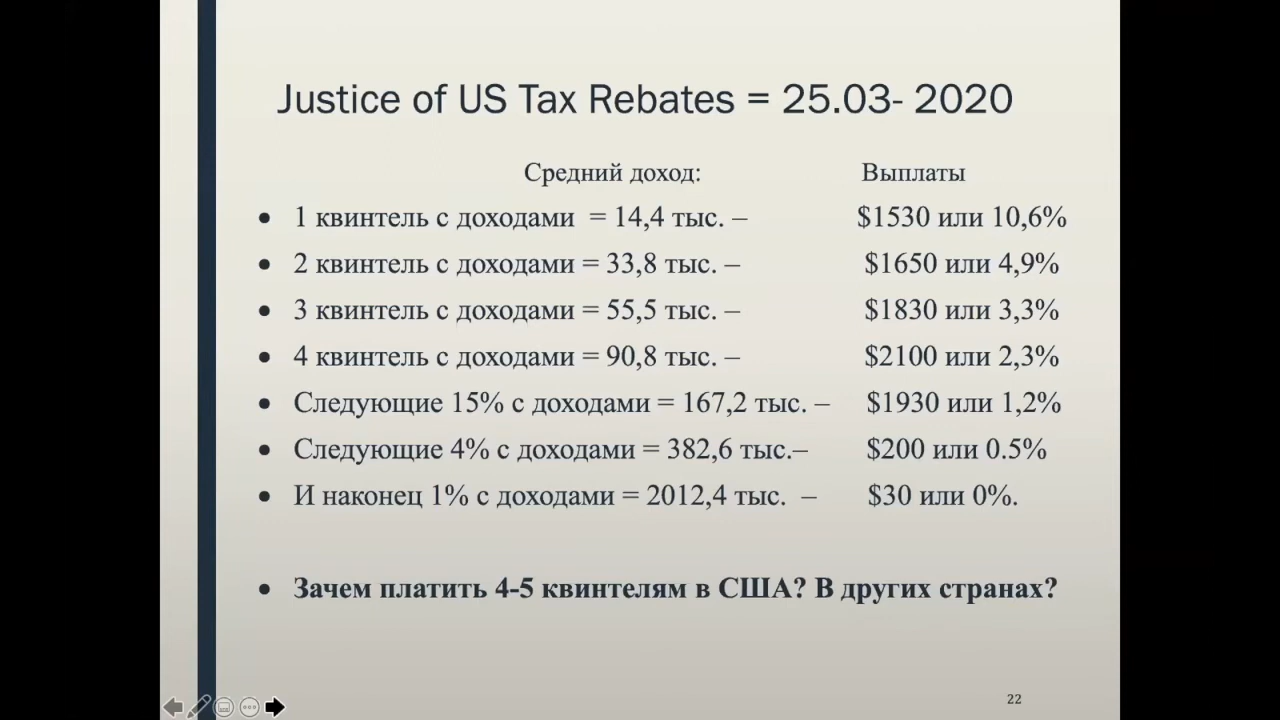 Justice of US Tax Rebates = 25.03- 2020
Средний доход: Выплаты
• 1 квинтель с доходами = 14,4 тыс. – $1530 или 10,6%
• 2 квинтель с доходами = 33,8 тыс. – $1650 или 4,9%
• 3 квинтель с доходами = 55,5 тыс. – $1830 или 3,3%
• 4 квинтель с доходами = 90,8 тыс. – $2100 или 2,3%
• Следующие 15% с доходами = 167,2 тыс. – $1930 или 1,2%
• Следующие 4% с доходами = 382,6 тыс.– $200 или 0.5%
• И наконец 1% с доходами = 2012,4 тыс. – $30 или 0%.
• Зачем платить 4-5 квинтелям в США? В других странах?
22